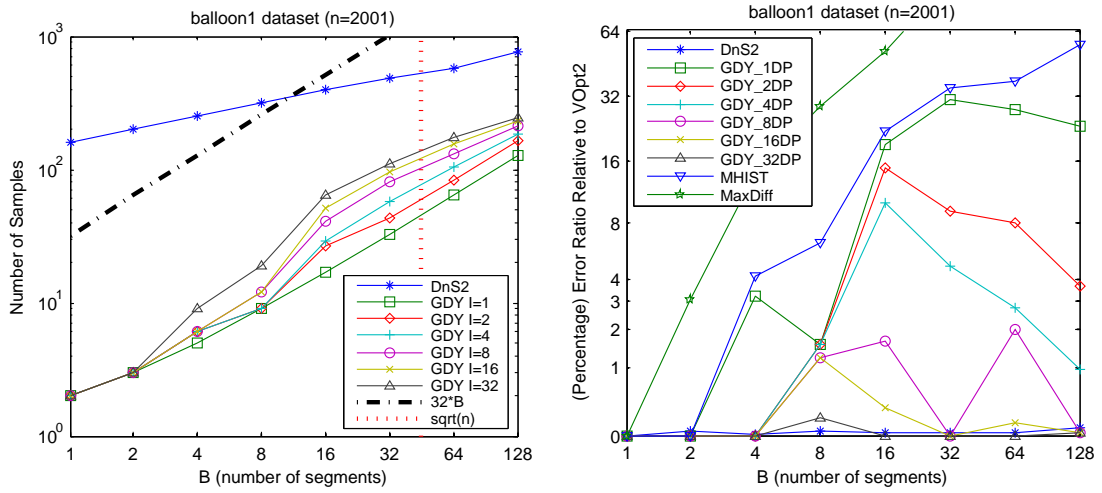 balloon1 dataset (n=2001)
Number of Samples
10^3
10^2
10^1
10^0
1 2 4 8 16 32 64 128
B (number of segments)
DnS2
GDY I=1
GDY I=2
GDY I=4
GDY I=8
GDY I=16
GDY I=32
32*B
sqrt(n)
balloon1 dataset (n=2001)
(Percentage) Error Ratio Relative to VOpt2
64
32
16
8
4
3
2
1
0
1 2 4 8 16 32 64 128
B (number of segments)
DnS2
GDY_1DP
GDY_2DP
GDY_4DP
GDY_8DP
GDY_16DP
GDY_32DP
MHIST
MaxDiff